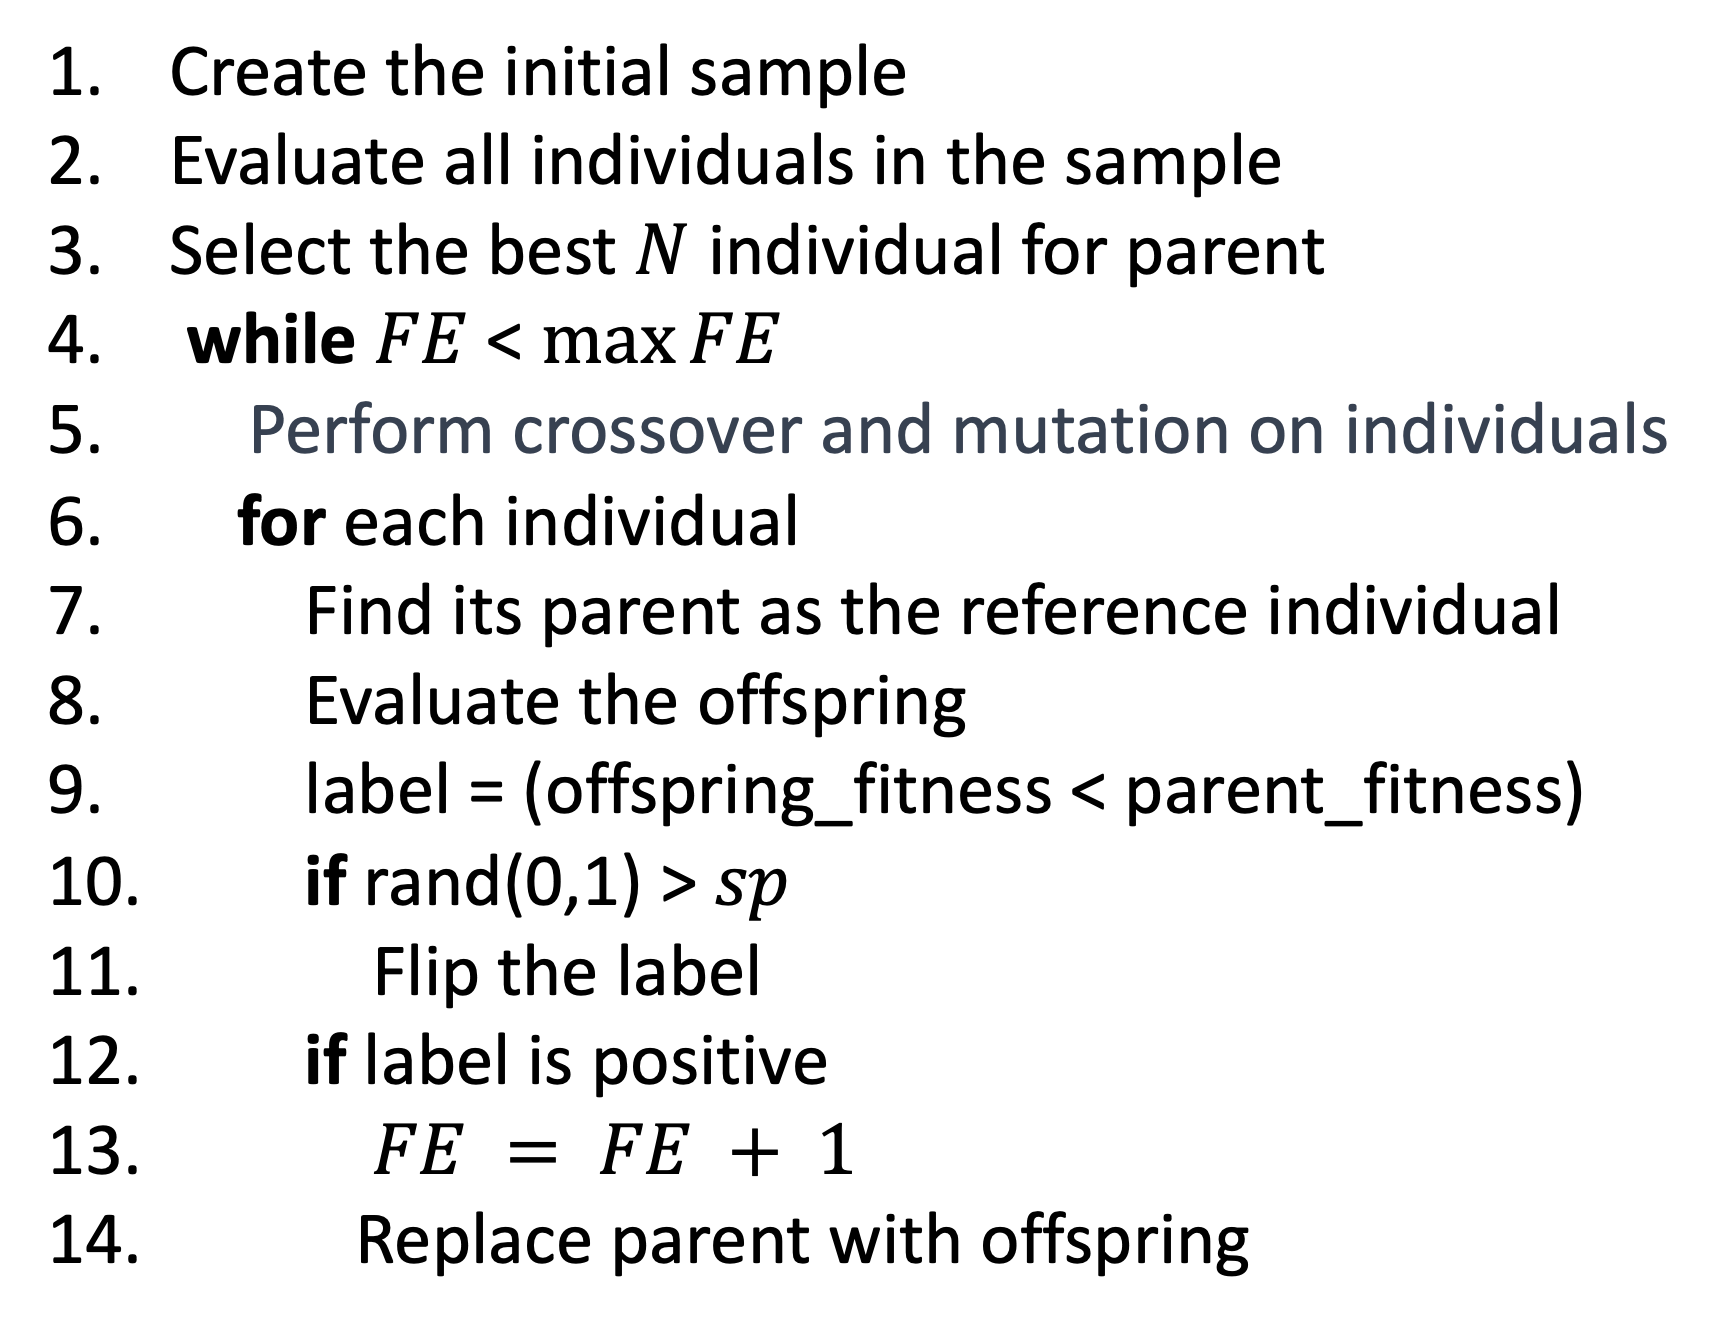 1. Create the initial sample
2. Evaluate all individuals in the sample
3. Select the best N individual for parent
4. while FE < max FE
5. Perform crossover and mutation on individuals
6. for each individual
7. Find its parent as the reference individual
8. Evaluate the offspring
9. label = (offspring_fitness < parent_fitness)
10. if rand(0,1) > sp
11. Flip the label
12. if label is positive
13. FE = FE + 1
14. Replace parent with offspring